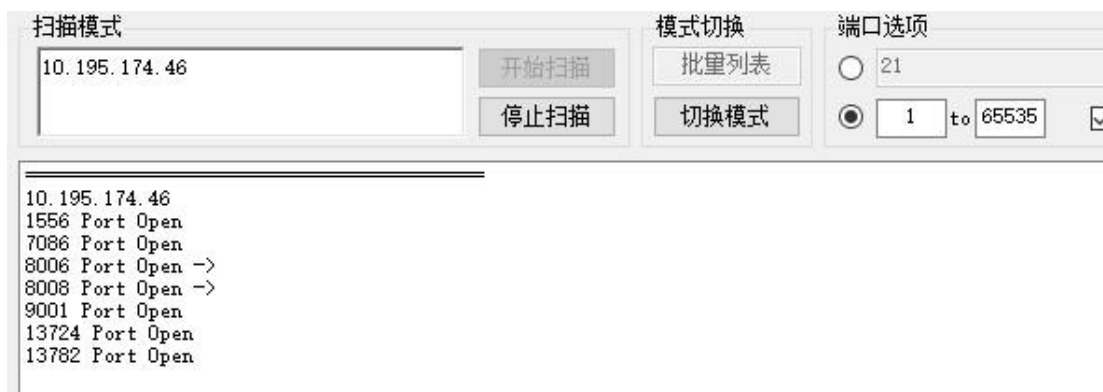 扫描模式
模式切换
端口选项
10.195.174.46
开始扫描
批里列表
21
停止扫描
切换模式
1 to 65535
10.195.174.46
1556 Port Open
7086 Port Open
8006 Port Open ->
8008 Port Open ->
9001 Port Open
13724 Port Open
13782 Port Open